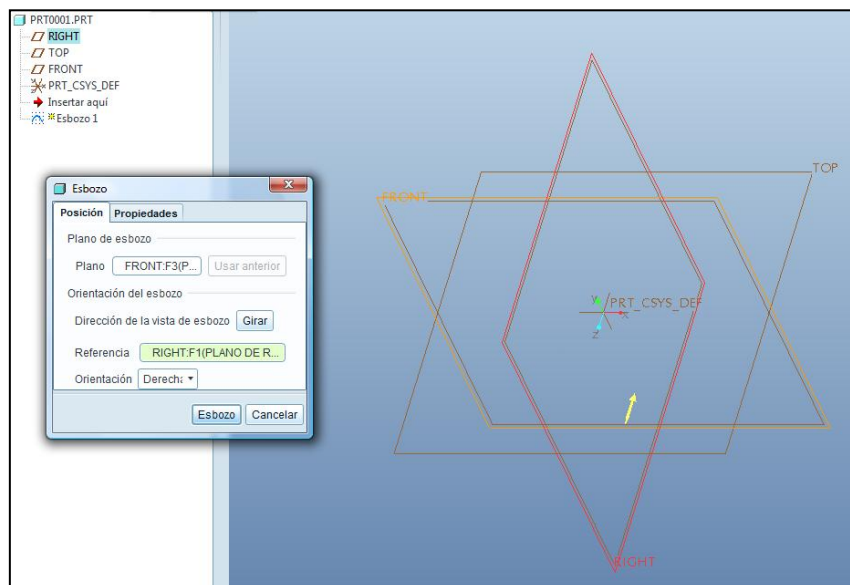 PRT0001.PRT
RIGHT
TOP
FRONT
PRT_CSYS_DEF
Insertar aquí
Esbozo 1
Esbozo
Posición Propiedades
Plano de esbozo
Plano FRONT:F3(P... Usar anterior
Orientación del esbozo
Dirección de la vista de esbozo Girar
Referencia RIGHT:F1(PLANO DE R...
Orientación
Esbozo Cancelar
TOP
FRONT
PRT_CSYS_DEF
Y
X
Z
RIGHT